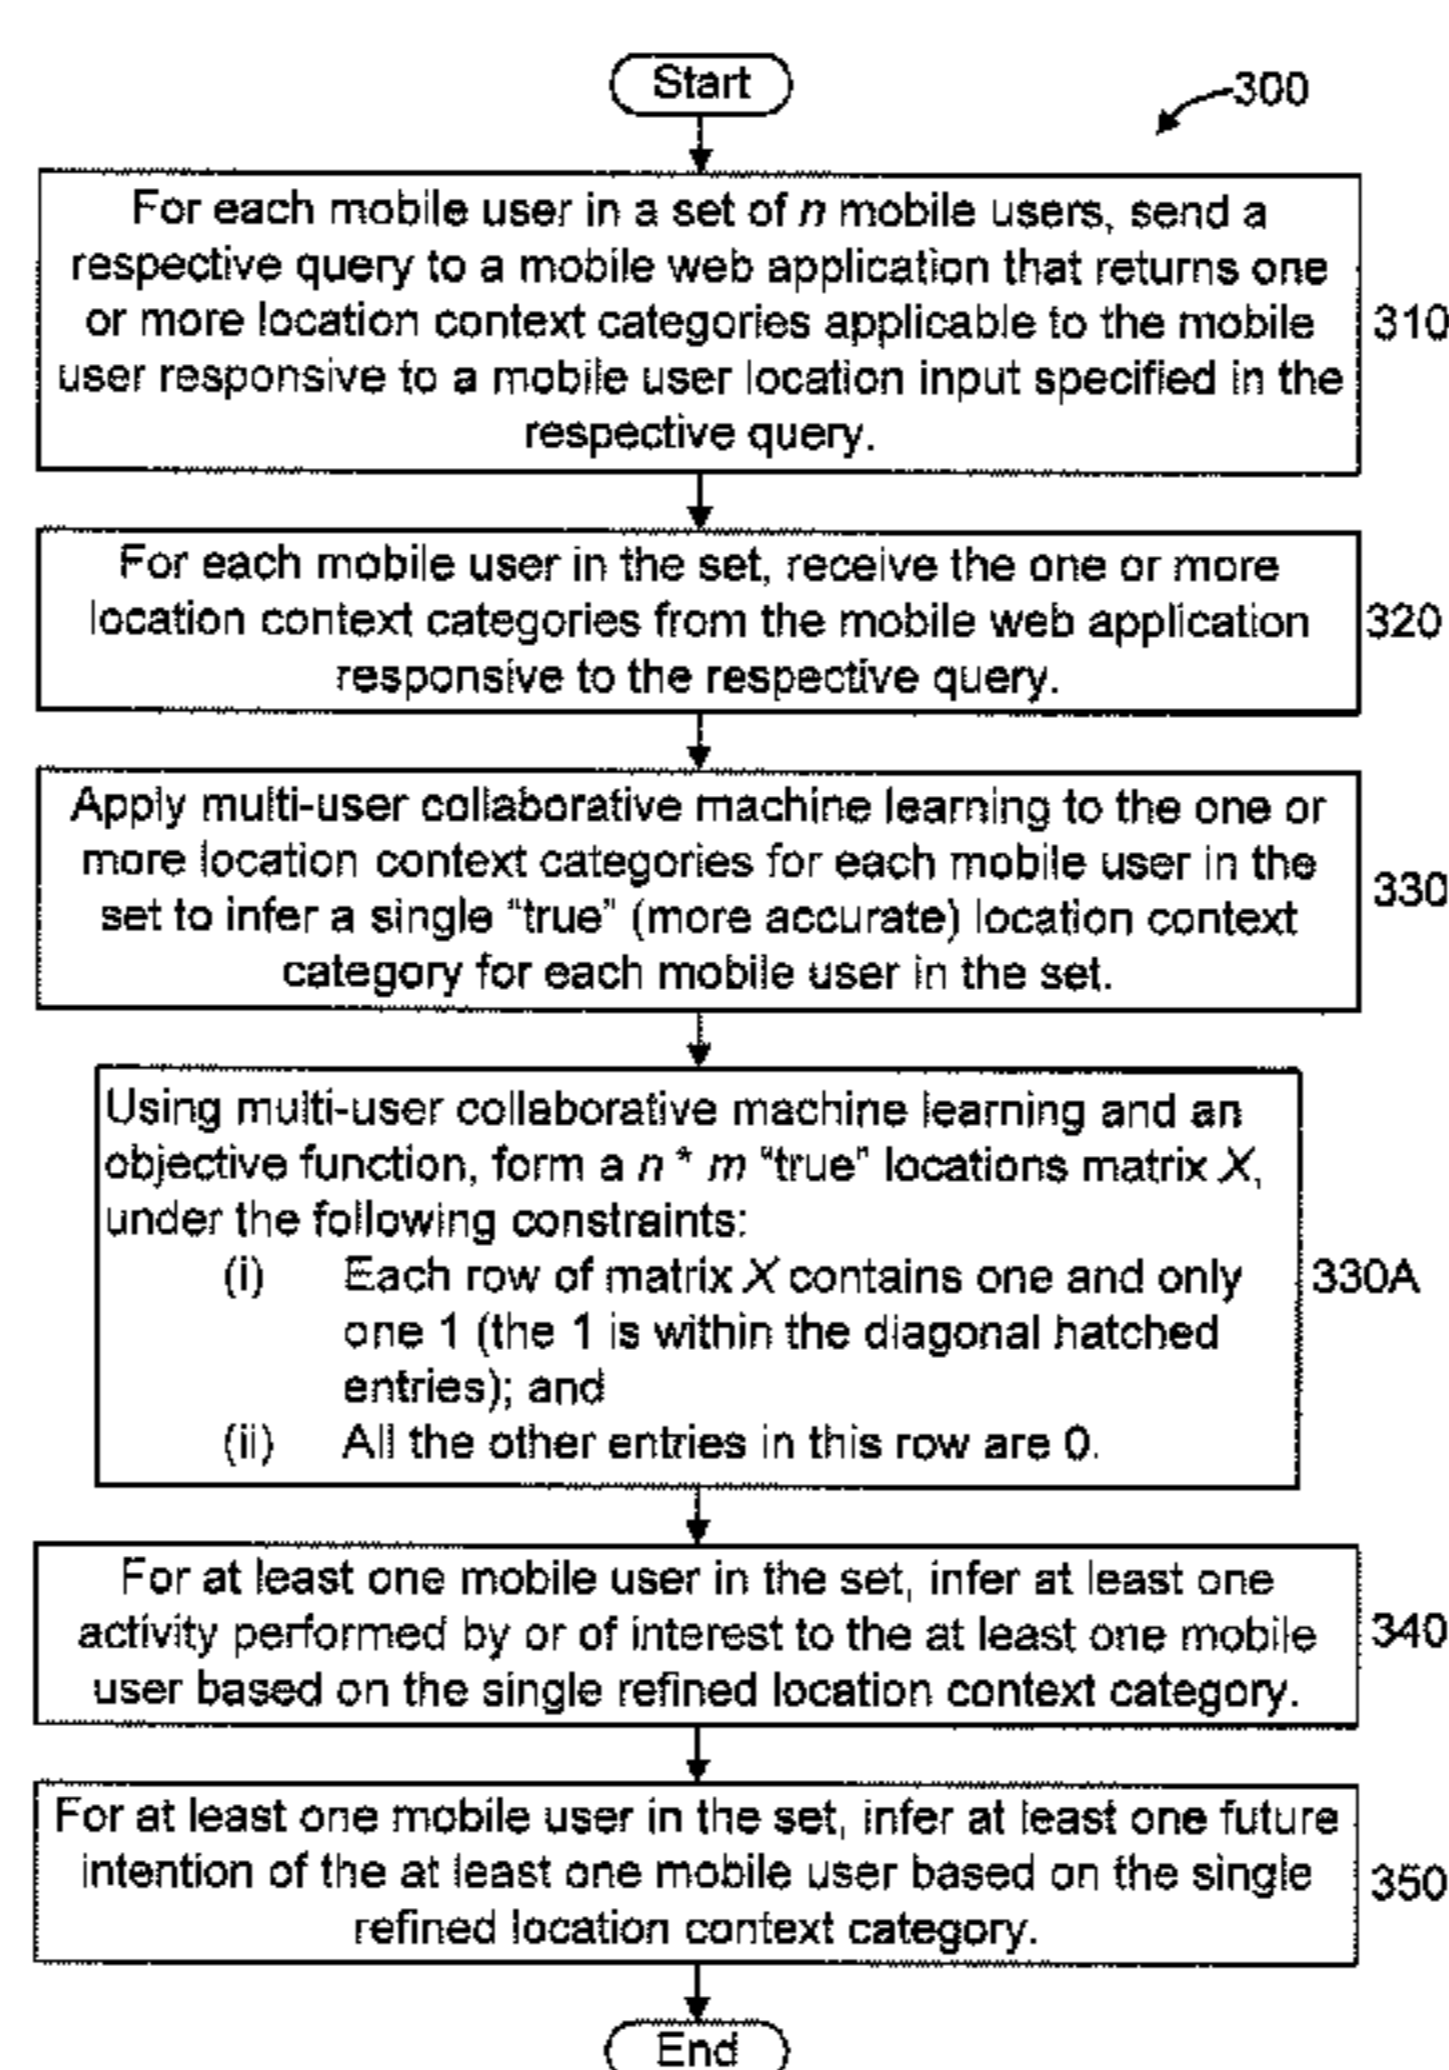 Start
300
For each mobile user in a set of n mobile users, send a
respective query to a mobile web application that returns one
or more location context categories applicable to the mobile
user responsive to a mobile user location input specified in the
respective query.
310
For each mobile user in the set, receive the one or more
location context categories from the mobile web application
responsive to the respective query.
320
Apply multi-user collaborative machine learning to the one or
more location context categories for each mobile user in the
set to infer a single “true” (more accurate) location context
category for each mobile user in the set.
330
Using multi-user collaborative machine learning and an
objective function, form a n * m “true” locations matrix X,
under the following constraints:
(i) Each row of matrix X contains one and only
one 1 (the 1 is within the diagonal hatched
entries); and
(ii) All the other entries in this row are 0.
330A
For at least one mobile user in the set, infer at least one
activity performed by or of interest to the at least one mobile
user based on the single refined location context category.
340
For at least one mobile user in the set, infer at least one future
intention of the at least one mobile user based on the single
refined location context category.
350
End